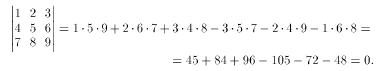 |1 2 3|
|4 5 6| = 1 · 5 · 9 + 2 · 6 · 7 + 3 · 4 · 8 − 3 · 5 · 7 − 2 · 4 · 9 − 1 · 6 · 8 =
|7 8 9|
= 45 + 84 + 96 − 105 − 72 − 48 = 0.